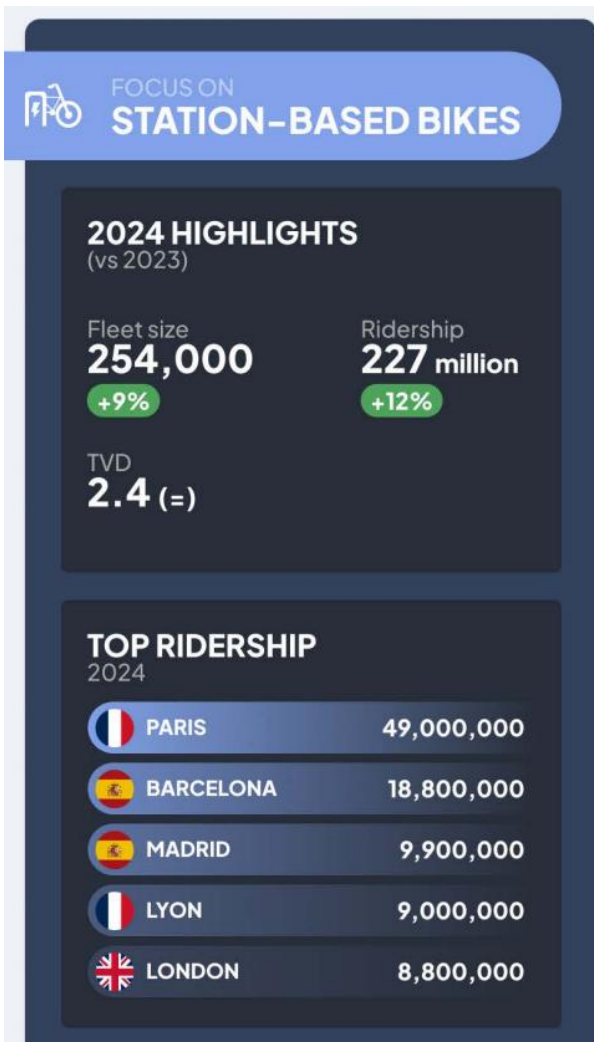 FOCUS ON
STATION-BASED BIKES
2024 HIGHLIGHTS
(vs 2023)
Fleet size
254,000
+9%
Ridership
227 million
+12%
TVD
2.4 (=)
TOP RIDERSHIP
2024
PARIS 49,000,000
BARCELONA 18,800,000
MADRID 9,900,000
LYON 9,000,000
LONDON 8,800,000